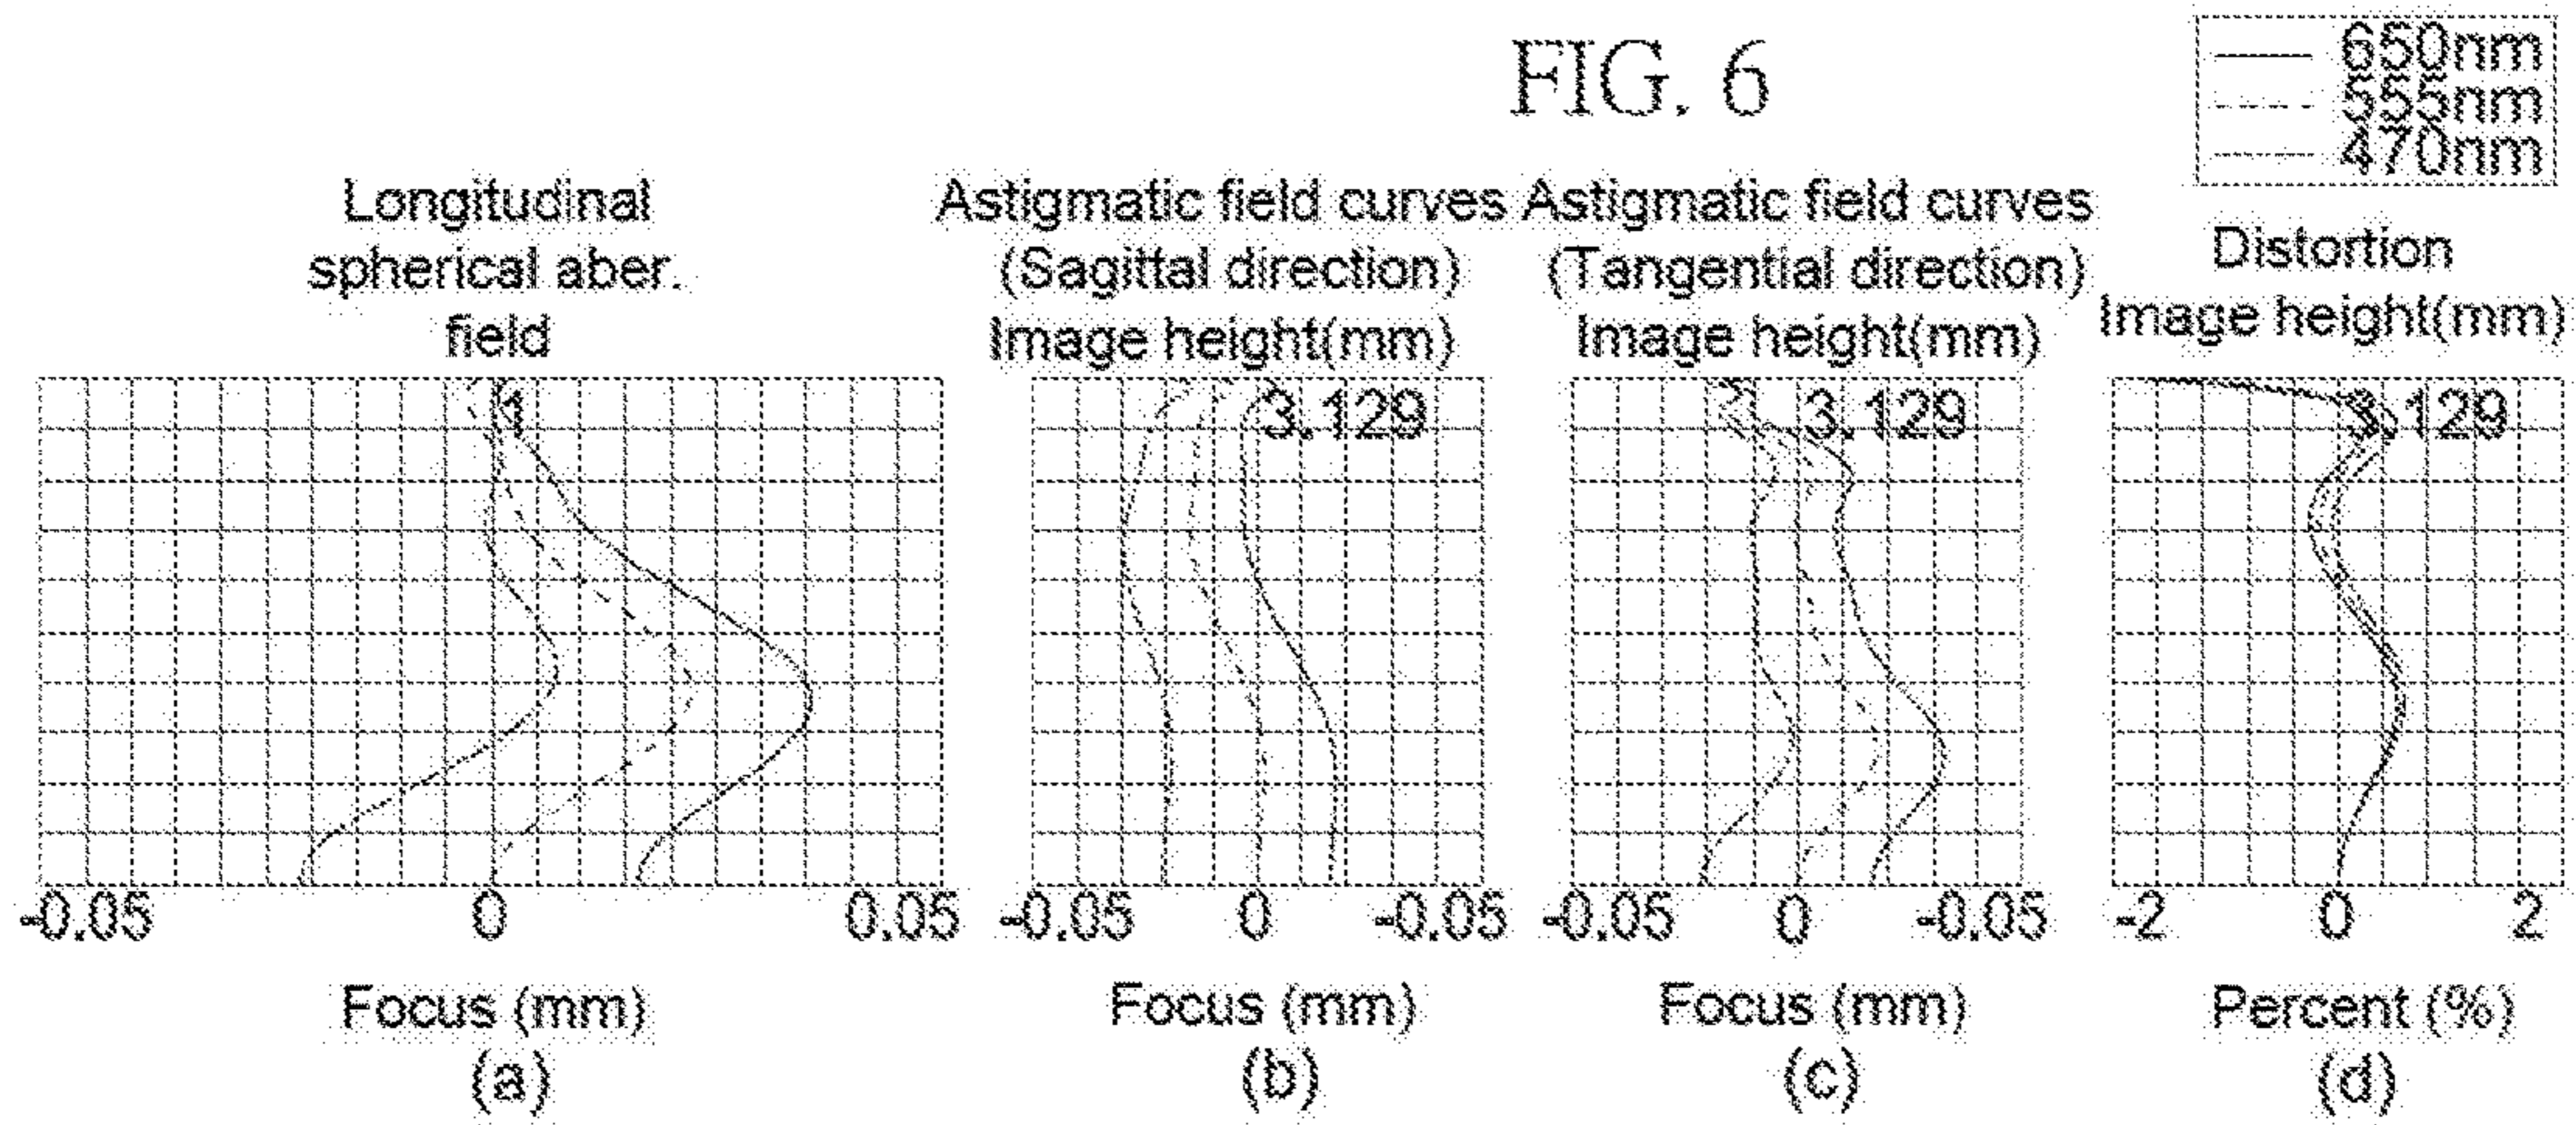 FIG. 6
650nm
555nm
470nm
Longitudinal
spherical aber.
field
1
-0.05 0 0.05
Focus (mm)
(a)
Astigmatic field curves
(Sagittal direction)
Image height(mm)
3.129
-0.05 0 -0.05
Focus (mm)
(b)
Astigmatic field curves
(Tangential direction)
Image height(mm)
3.129
-0.05 0 -0.05
Focus (mm)
(c)
Distortion
Image height(mm)
3.129
-2 0 2
Percent (%)
(d)